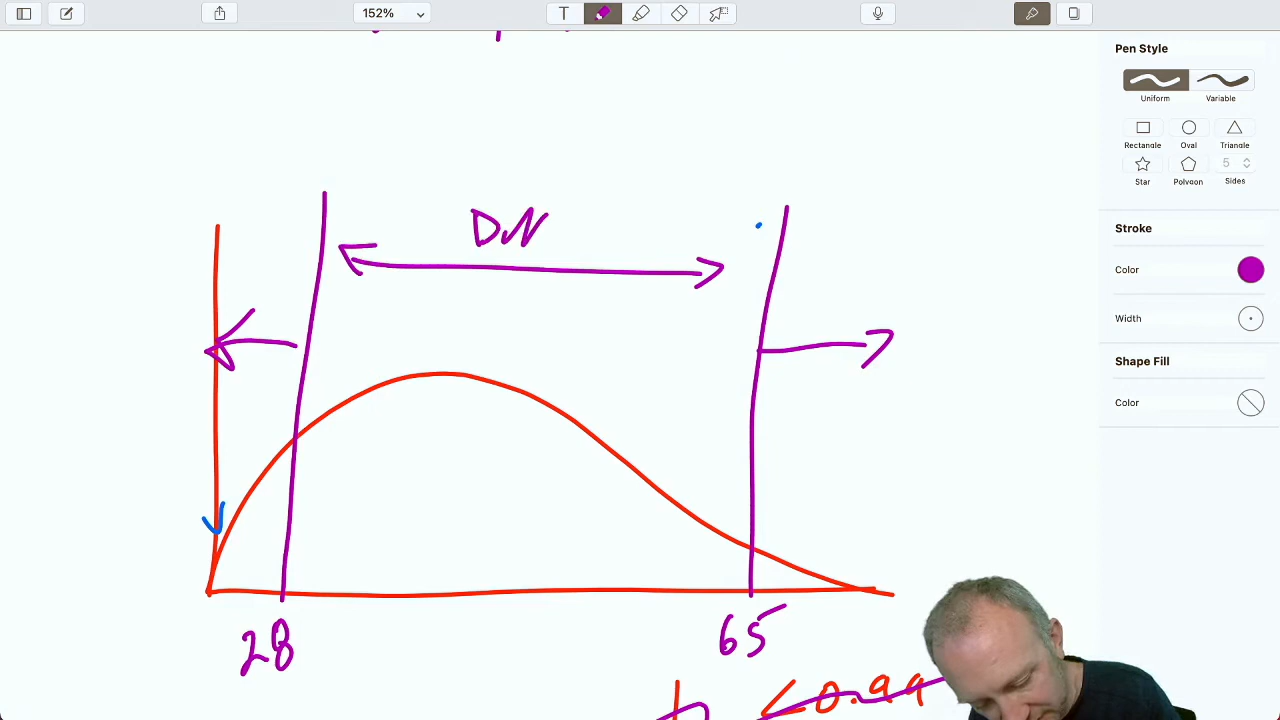 152%
T
Pen Style
Uniform Variable
Rectangle Oval Triangle
5
Star Polygon Sides
Stroke
Color
Width
Shape Fill
Color
DN
28
65
<0.99